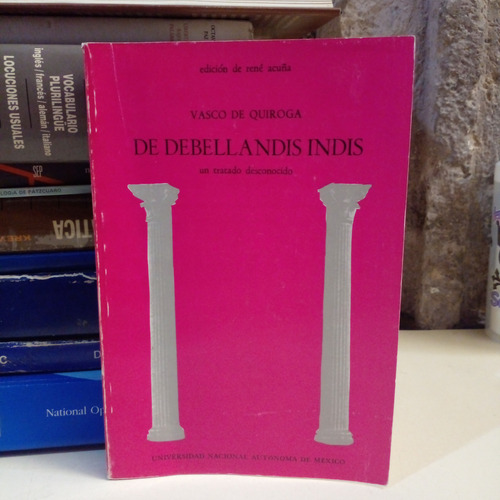 edición de rené acuña
VASCO DE QUIROGA
DE DEBELLANDIS INDIS
un tratado desconocido
UNIVERSIDAD NACIONAL AUTÓNOMA DE MÉXICO
VOCABULARIO
PLURILINGÜE
inglés/francés/alemán/italiano
LOCUCIONES USUALES
National Op